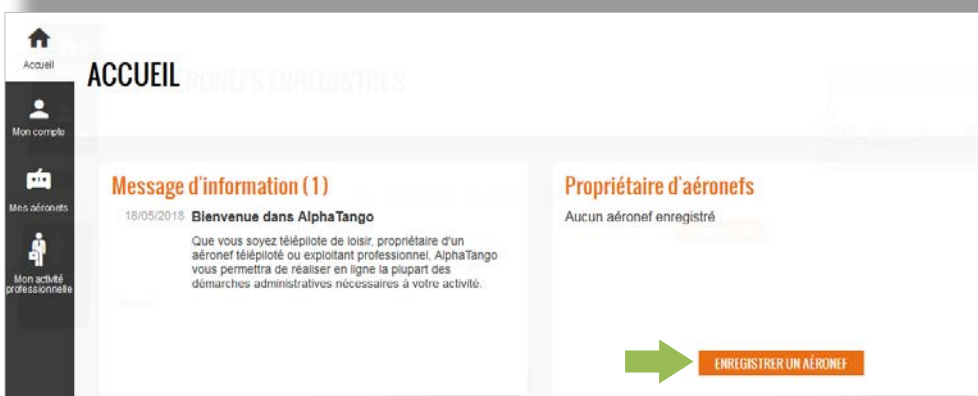 Accueil
ACCUEIL
AÉRONEFS ENREGISTRÉS
Mon compte
Mes aéronefs
Mon activité
professionnelle
Message d'information (1)
18/05/2018 Bienvenue dans AlphaTango
Que vous soyez télépilote de loisir, propriétaire d'un
aéronef télépiloté ou exploitant professionnel, AlphaTango
vous permettra de réaliser en ligne la plupart des
démarches administratives nécessaires à votre activité.
Propriétaire d'aéronefs
Aucun aéronef enregistré
ENREGISTRER UN AÉRONEF